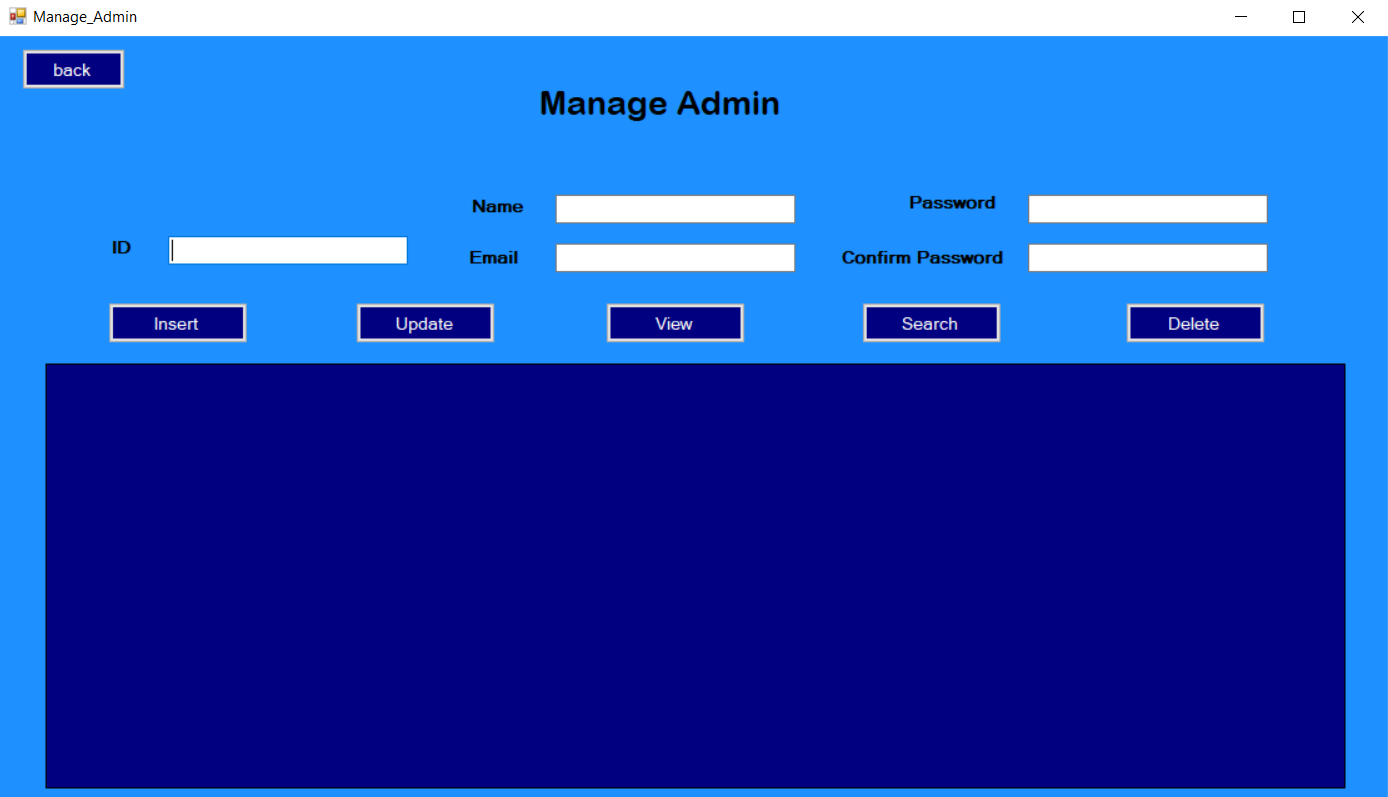 Manage_Admin
back
Manage Admin
Name
Password
ID
Email
Confirm Password
Insert
Update
View
Search
Delete